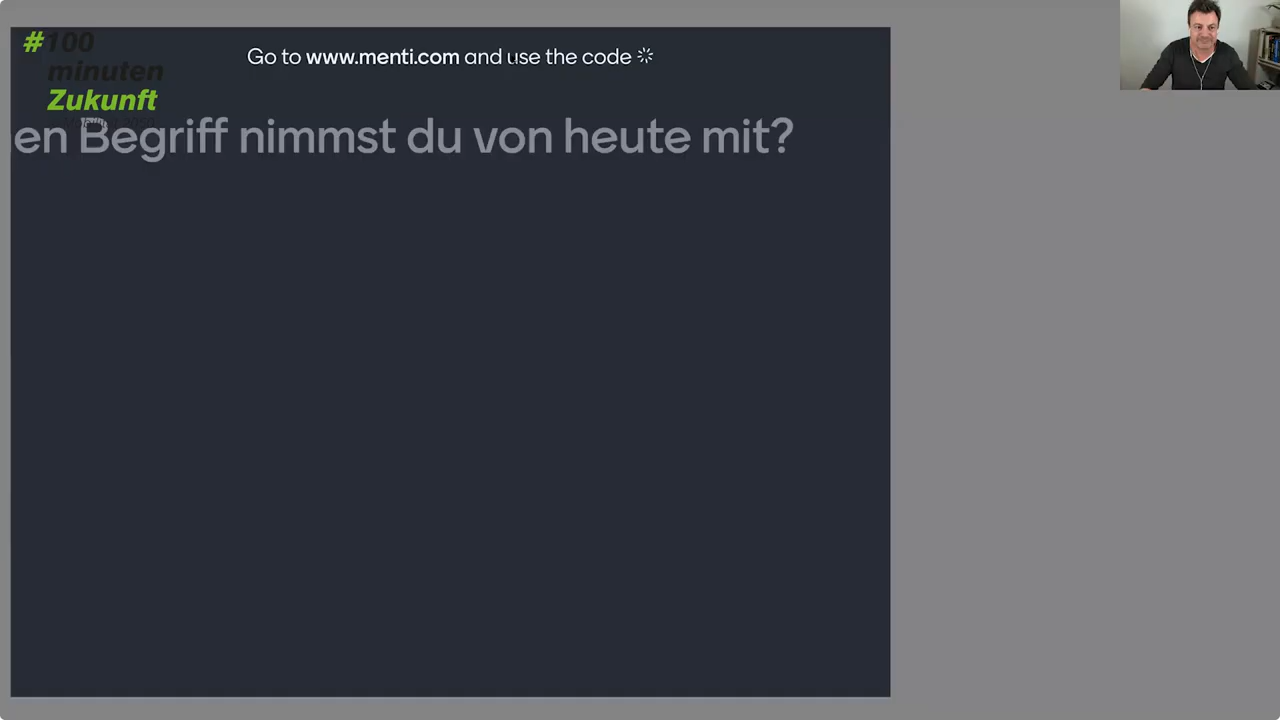 #100
minuten
Zukunft
Go to www.menti.com and use the code
en Begriff nimmst du von heute mit?